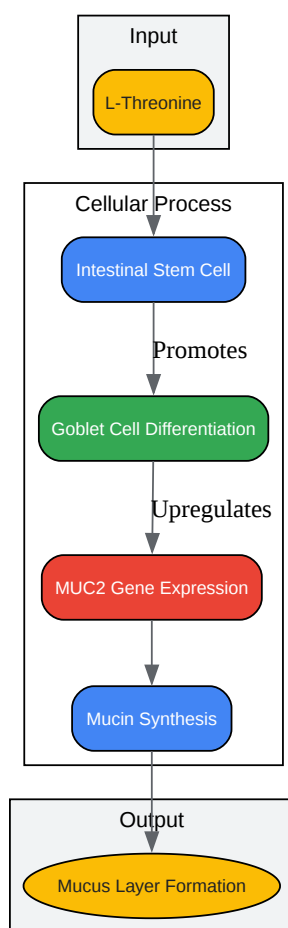 Input
L-Threonine
Cellular Process
Intestinal Stem Cell
Promotes
Goblet Cell Differentiation
Upregulates
MUC2 Gene Expression
Mucin Synthesis
Output
Mucus Layer Formation